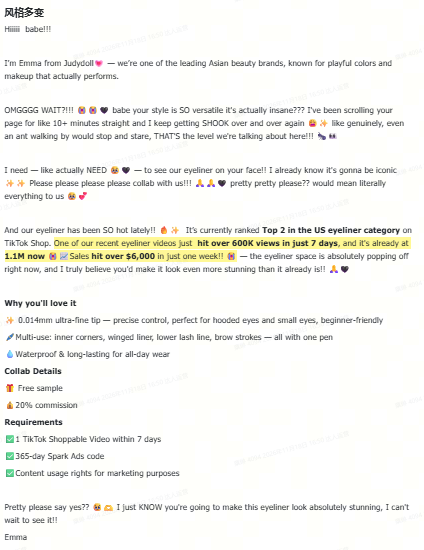 风格多变
Hiiiii babe!!!
I'm Emma from Judydoll💗 — we're one of the leading Asian beauty brands, known for playful colors and
makeup that actually performs.
OMGGGG WAIT?!!! 😭😭🖤 babe your style is SO versatile it's actually insane??? I've been scrolling your
page for like 10+ minutes straight and I keep getting SHOOK over and over again 🤩✨ like genuinely, even
an ant walking by would stop and stare, THAT'S the level we're talking about here!!! 🐜👀
I need — like actually NEED 😭🖤 — to see our eyeliner on your face!! I already know it's gonna be iconic
✨✨ Please please please please collab with us!!! 🙏🙏🖤 pretty pretty please?? would mean literally
everything to us 🥺💕
And our eyeliner has been SO hot lately!! 🔥✨ It's currently ranked Top 2 in the US eyeliner category on
TikTok Shop. One of our recent eyeliner videos just hit over 600K views in just 7 days, and it's already at
1.1M now 🤯📈Sales hit over $6,000 in just one week!! 🤯 — the eyeliner space is absolutely popping off
right now, and I truly believe you'd make it look even more stunning than it already is!! 🙏🖤
Why you'll love it
✨ 0.014mm ultra-fine tip — precise control, perfect for hooded eyes and small eyes, beginner-friendly
🖊️Multi-use: inner corners, winged liner, lower lash line, brow strokes — all with one pen
💧Waterproof & long-lasting for all-day wear
Collab Details
🎁 Free sample
💰20% commission
Requirements
✅1 TikTok Shoppable Video within 7 days
✅365-day Spark Ads code
✅Content usage rights for marketing purposes
Pretty please say yes?? 🥺🫶 I just KNOW you're going to make this eyeliner look absolutely stunning, I can't
wait to see it!!
Emma